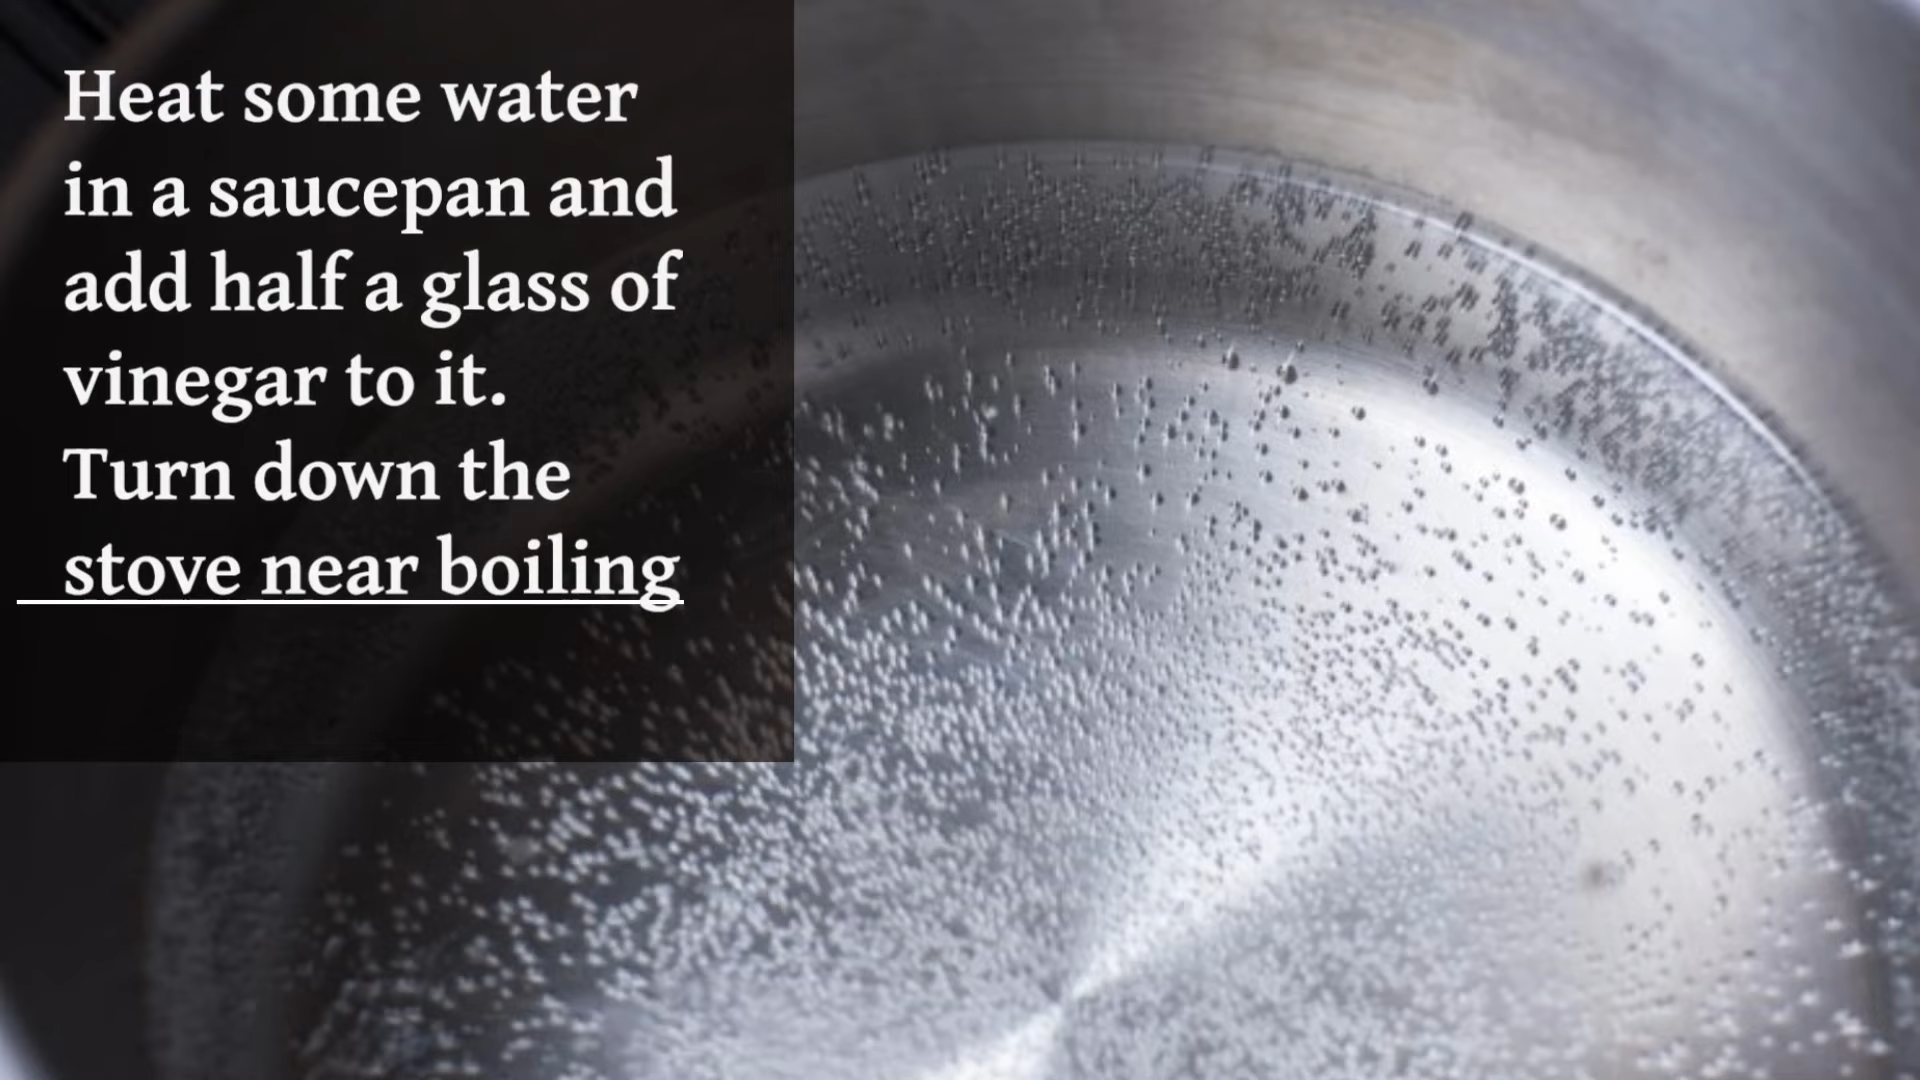 Heat some water
in a saucepan and
add half a glass of
vinegar to it.
Turn down the
stove near boiling